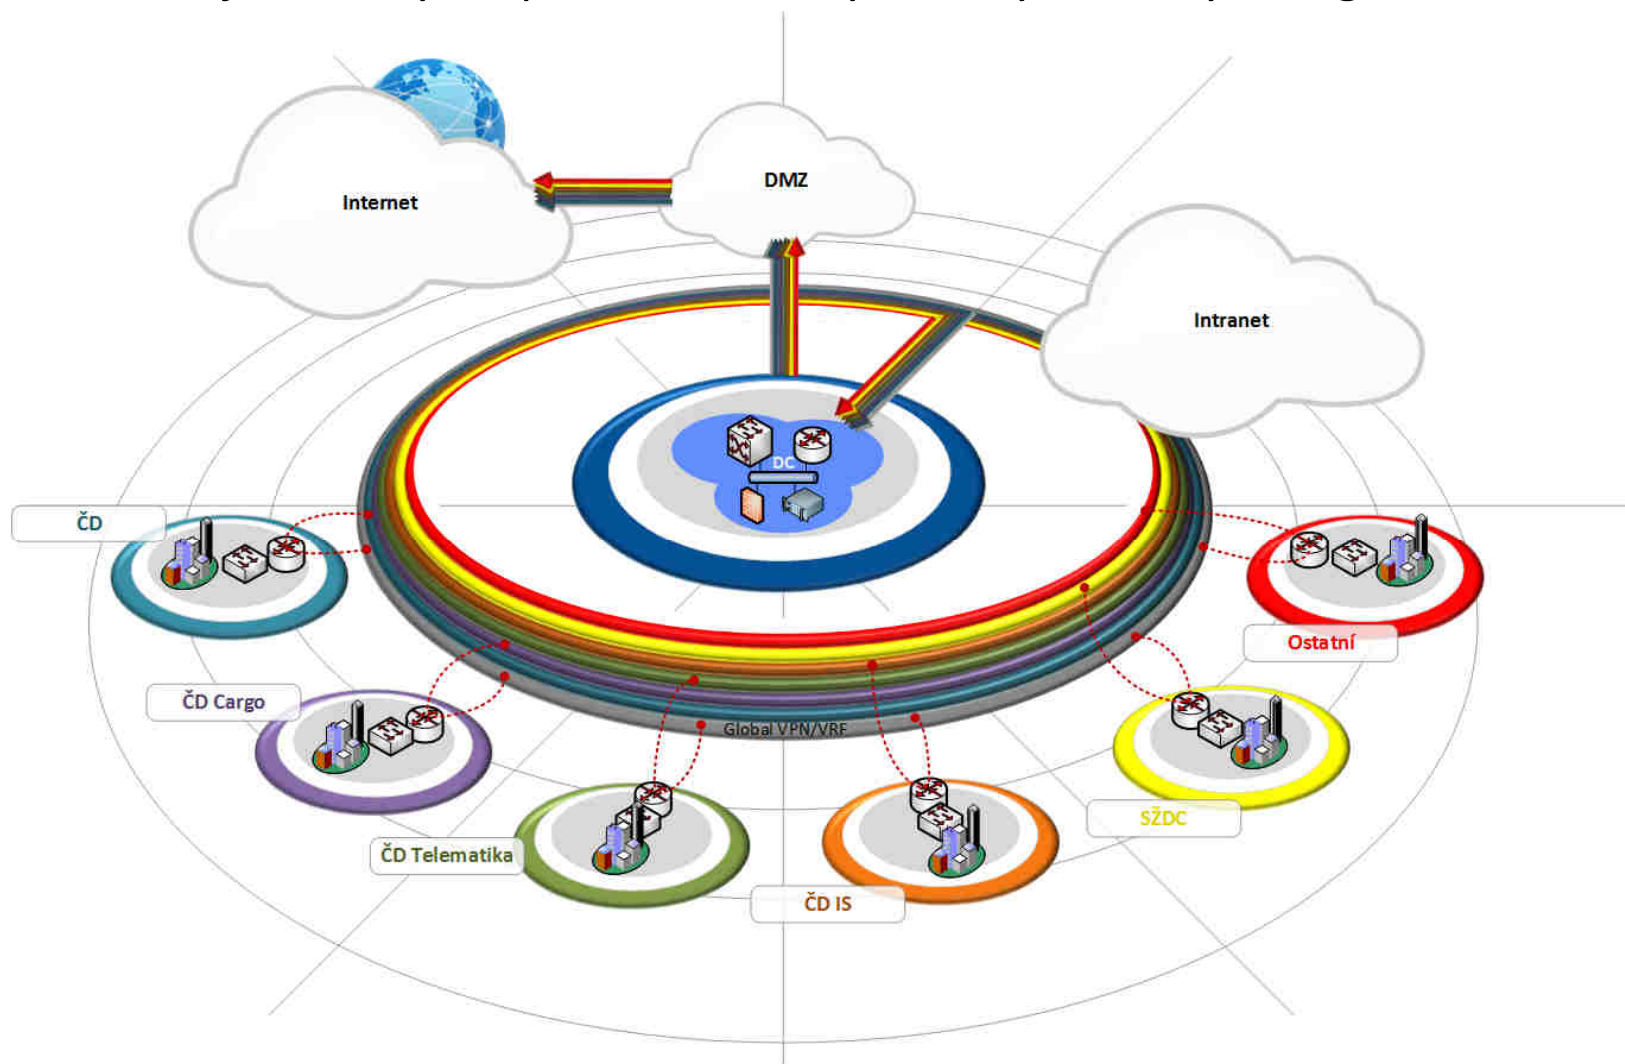 DMZ
Internet
Intranet
DC
ČD
Ostatní
ČD Cargo
Global VPN/VRF
SŽDC
ČD Telematika
ČD IS